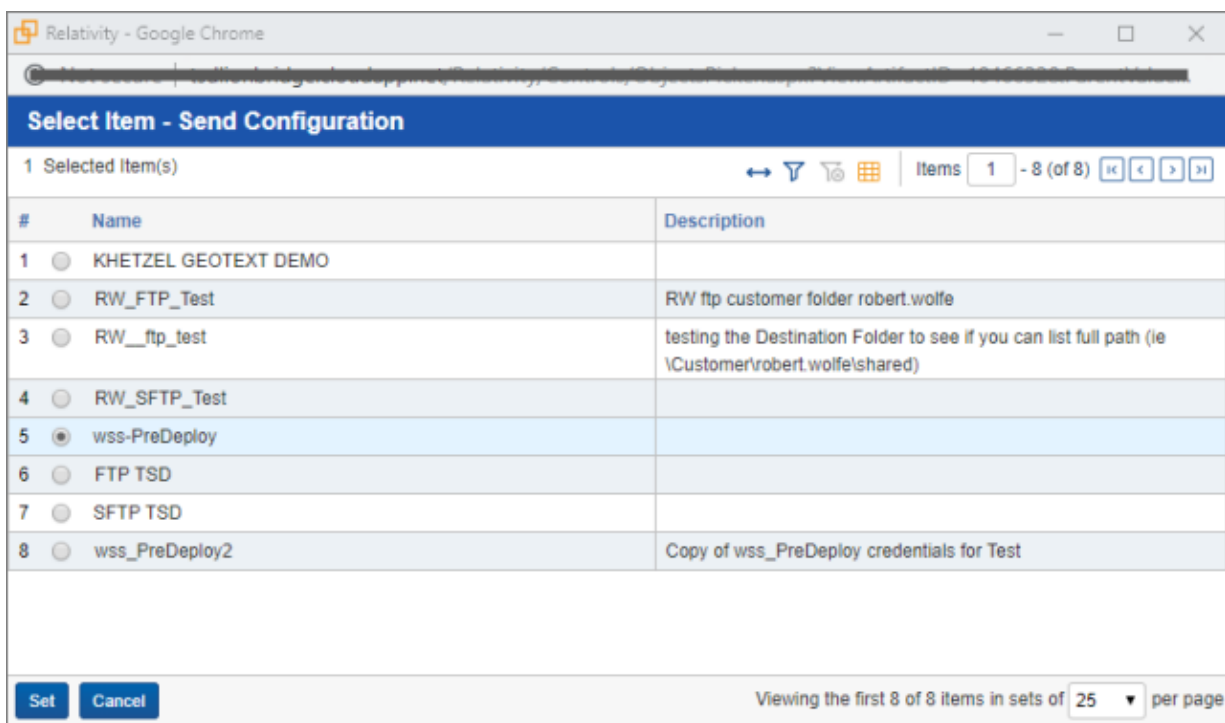 Relativity - Google Chrome
Select Item - Send Configuration
1 Selected Item(s)
Items 1 - 8 (of 8)
# Name Description
1 KHETZEL GEOTEXT DEMO
2 RW_FTP_Test RW ftp customer folder robert.wolfe
3 RW__ftp_test testing the Destination Folder to see if you can list full path (ie
\Customer\robert.wolfe\shared)
4 RW_SFTP_Test
5 wss-PreDeploy
6 FTP TSD
7 SFTP TSD
8 wss_PreDeploy2 Copy of wss_PreDeploy credentials for Test
Set Cancel Viewing the first 8 of 8 items in sets of 25 per page